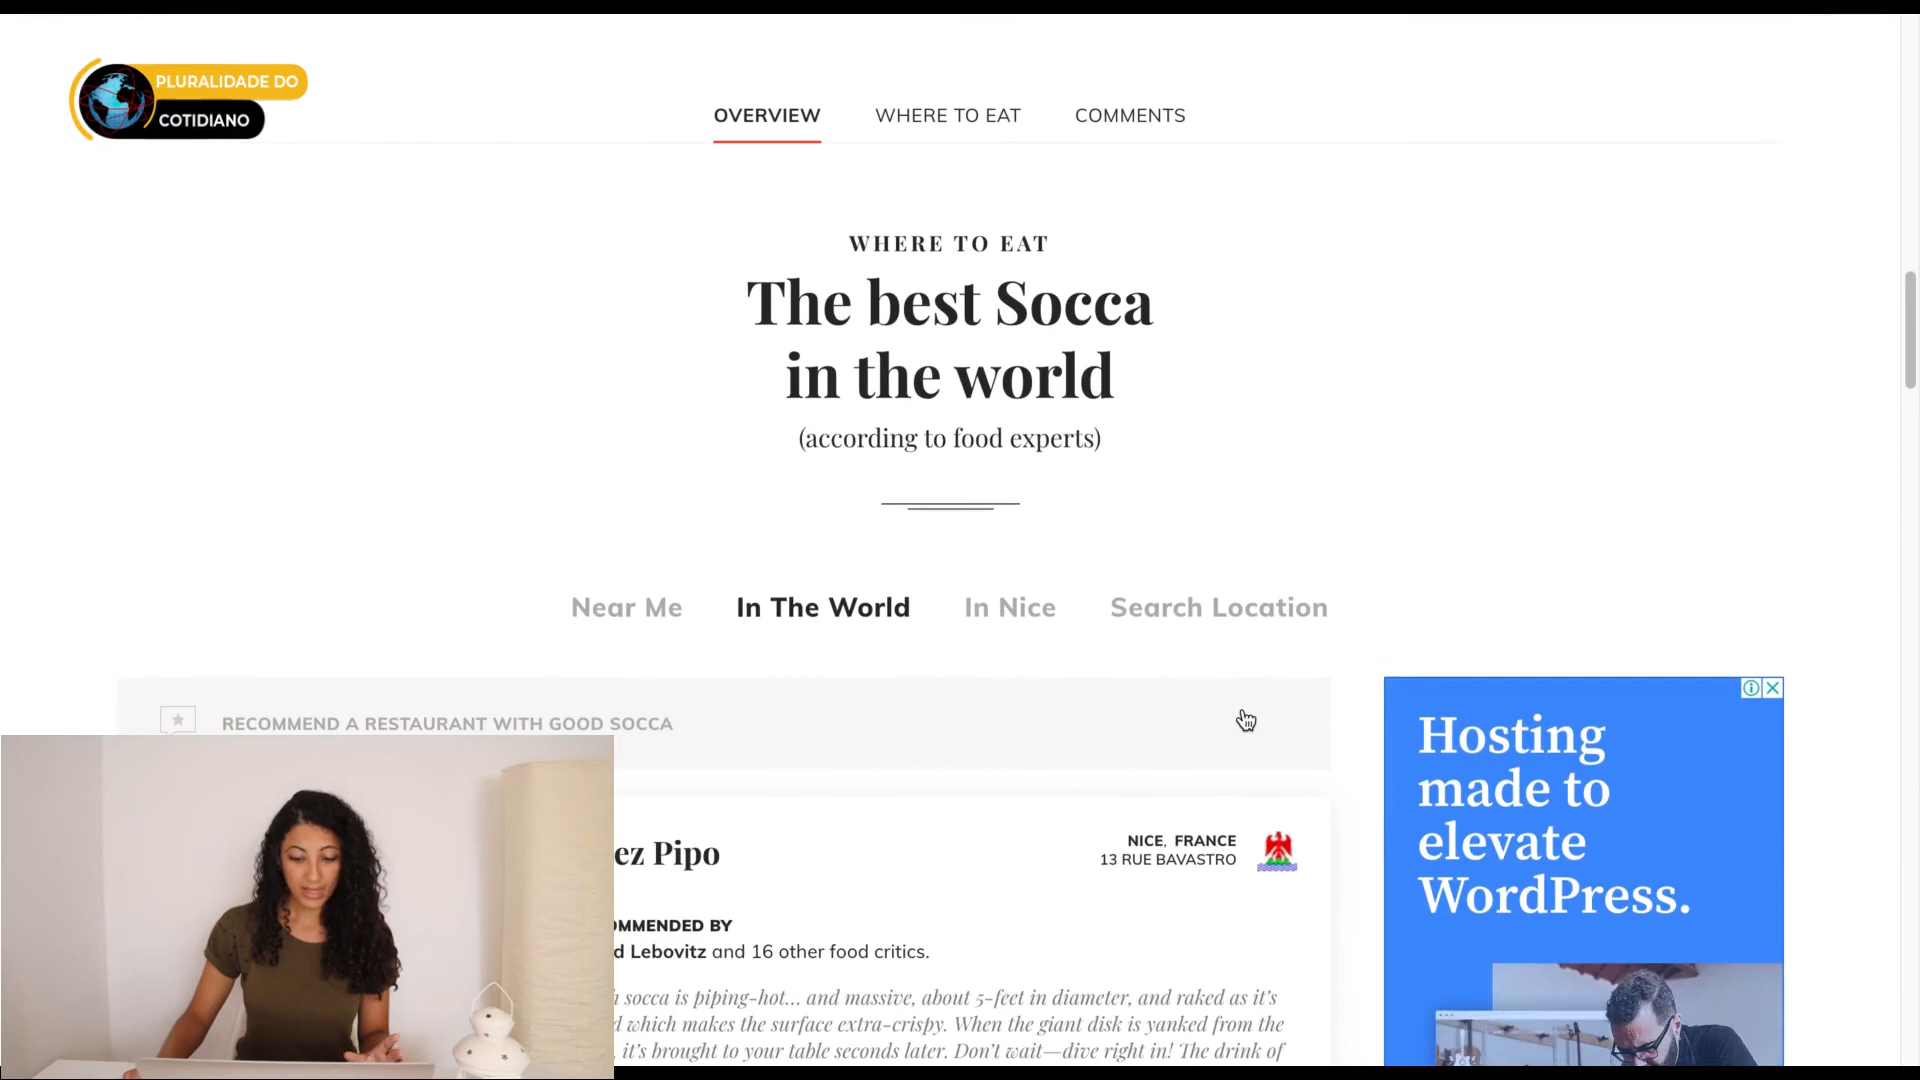 PLURALIDADE DO
COTIDIANO
OVERVIEW
WHERE TO EAT
COMMENTS
WHERE TO EAT
The best Socca
in the world
(according to food experts)
Near Me
In The World
In Nice
Search Location
RECOMMEND A RESTAURANT WITH GOOD SOCCA
ez Pipo
NICE, FRANCE
13 RUE BAVASTRO
OMMENDED BY
d Lebovitz and 16 other food critics.
h socca is piping-hot... and massive, about 5-feet in diameter, and raked as it's
d which makes the surface extra-crispy. When the giant disk is yanked from the
, it's brought to your table seconds later. Don't wait—dive right in! The drink of
Hosting
made to
elevate
WordPress.